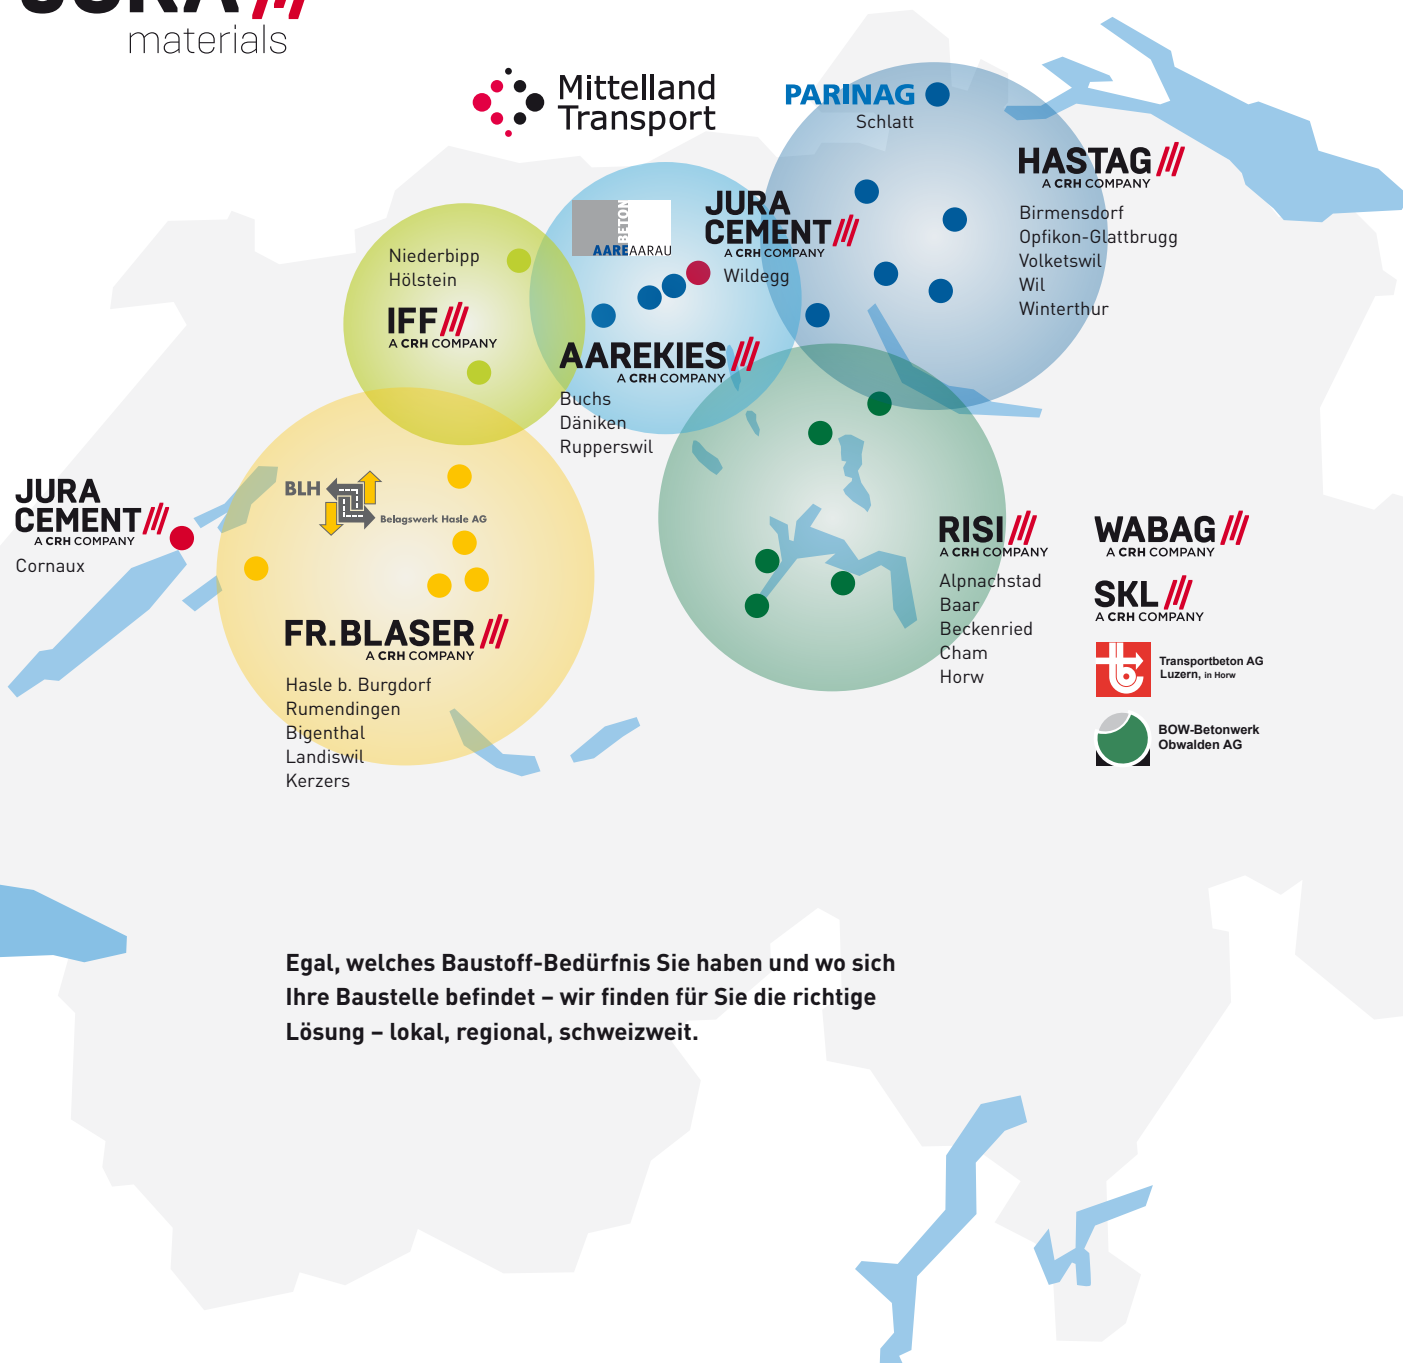 JURA
materials
Mittelland
Transport
PARINAG
Schlatt
HASTAG
A CRH COMPANY
Birmensdorf
Opfikon-Glattbrugg
Volketswil
Wil
Winterthur
BETON
AAREAARAU
JURA
CEMENT
A CRH COMPANY
Wildegg
Niederbipp
Hölstein
IFF
A CRH COMPANY
AAREKIES
A CRH COMPANY
Buchs
Däniken
Rupperswil
JURA
CEMENT
A CRH COMPANY
Cornaux
BLH
Belagswerk Hasle AG
FR.BLASER
A CRH COMPANY
Hasle b. Burgdorf
Rumendingen
Bigenthal
Landiswil
Kerzers
RISI
A CRH COMPANY
Alpnachstad
Baar
Beckenried
Cham
Horw
WABAG
A CRH COMPANY
SKL
A CRH COMPANY
Transportbeton AG
Luzern, in Horw
BOW-Betonwerk
Obwalden AG
Egal, welches Baustoff-Bedürfnis Sie haben und wo sich
Ihre Baustelle befindet – wir finden für Sie die richtige
Lösung – lokal, regional, schweizweit.